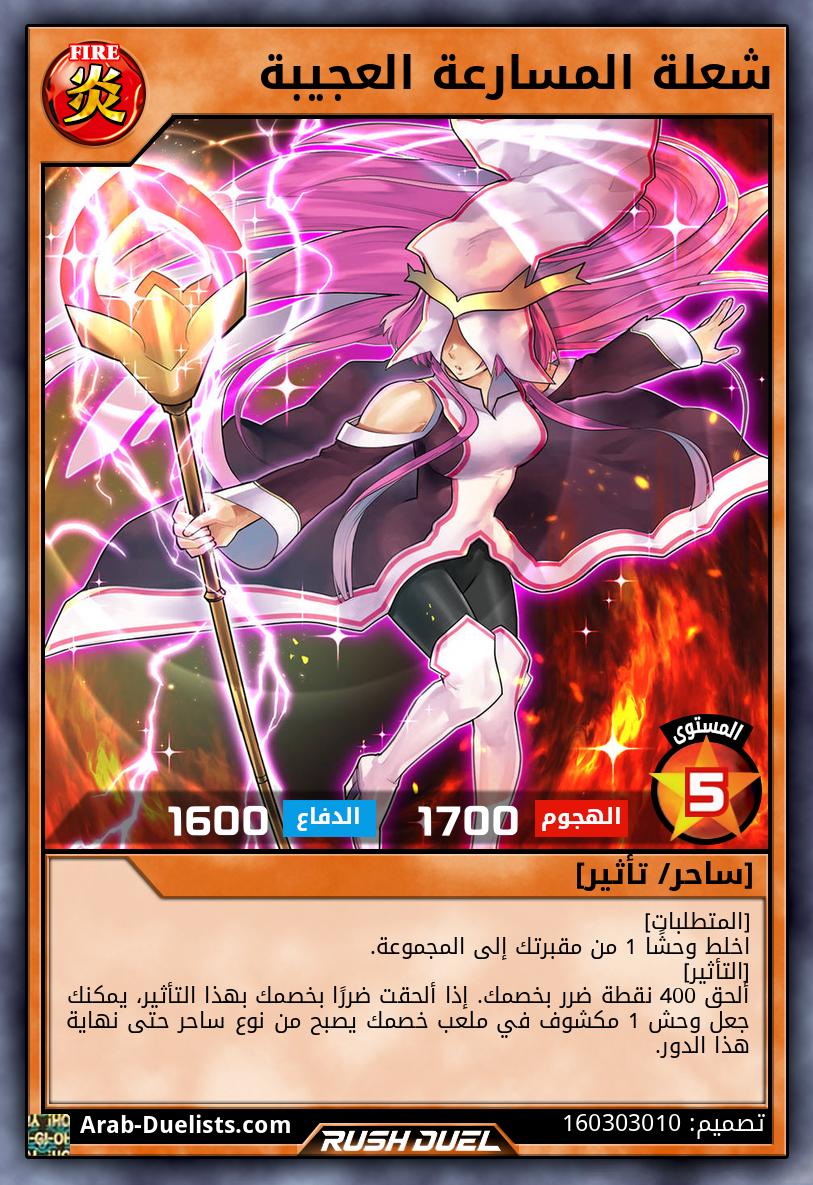 شعلة المسارعة العجيبة
FIRE
炎
المستوى
5
الهجوم 1700 الدفاع 1600
[ساحر/ تأثير]
[المتطلبات]
اخلط وحشًا 1 من مقبرتك إلى المجموعة.
[التأثير]
ألحق 400 نقطة ضرر بخصمك. إذا ألحقت ضررًا بخصمك بهذا التأثير، يمكنك
جعل وحش 1 مكشوف في ملعب خصمك يصبح من نوع ساحر حتى نهاية
هذا الدور.
تصميم: 160303010
RUSH DUEL
Arab-Duelists.com